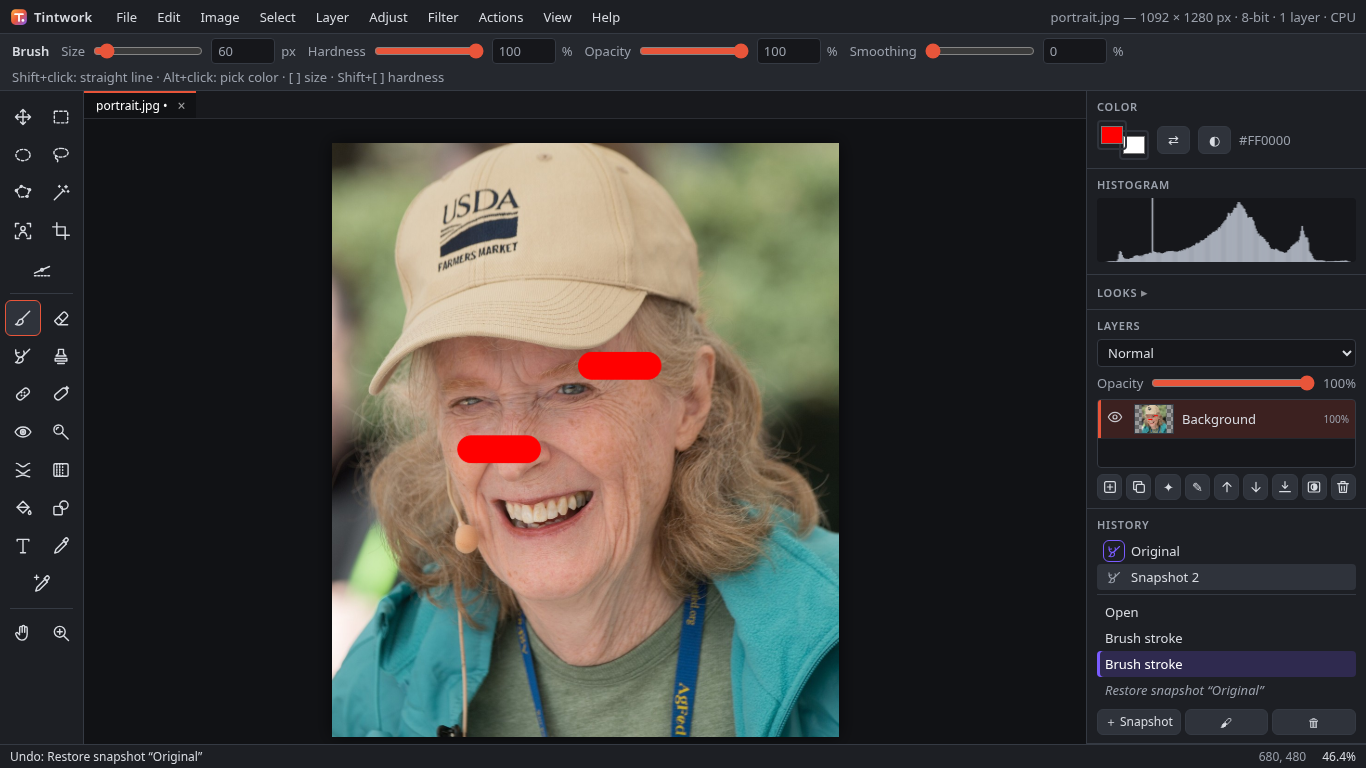 Tintwork File Edit Image Select Layer Adjust Filter Actions View Help portrait.jpg — 1092 × 1280 px · 8-bit · 1 layer · CPU
Brush Size 60 px Hardness 100 % Opacity 100 % Smoothing 0 %
Shift+click: straight line · Alt+click: pick color · [ ] size · Shift+[ ] hardness
portrait.jpg • ×
USDA
FARMERS MARKET
AgFed
COLOR
#FF0000
HISTOGRAM
LOOKS ▸
LAYERS
Normal
Opacity 100%
Background 100%
HISTORY
Original
Snapshot 2
Open
Brush stroke
Brush stroke
Restore snapshot “Original”
+ Snapshot
Undo: Restore snapshot “Original” 680, 480 46.4%